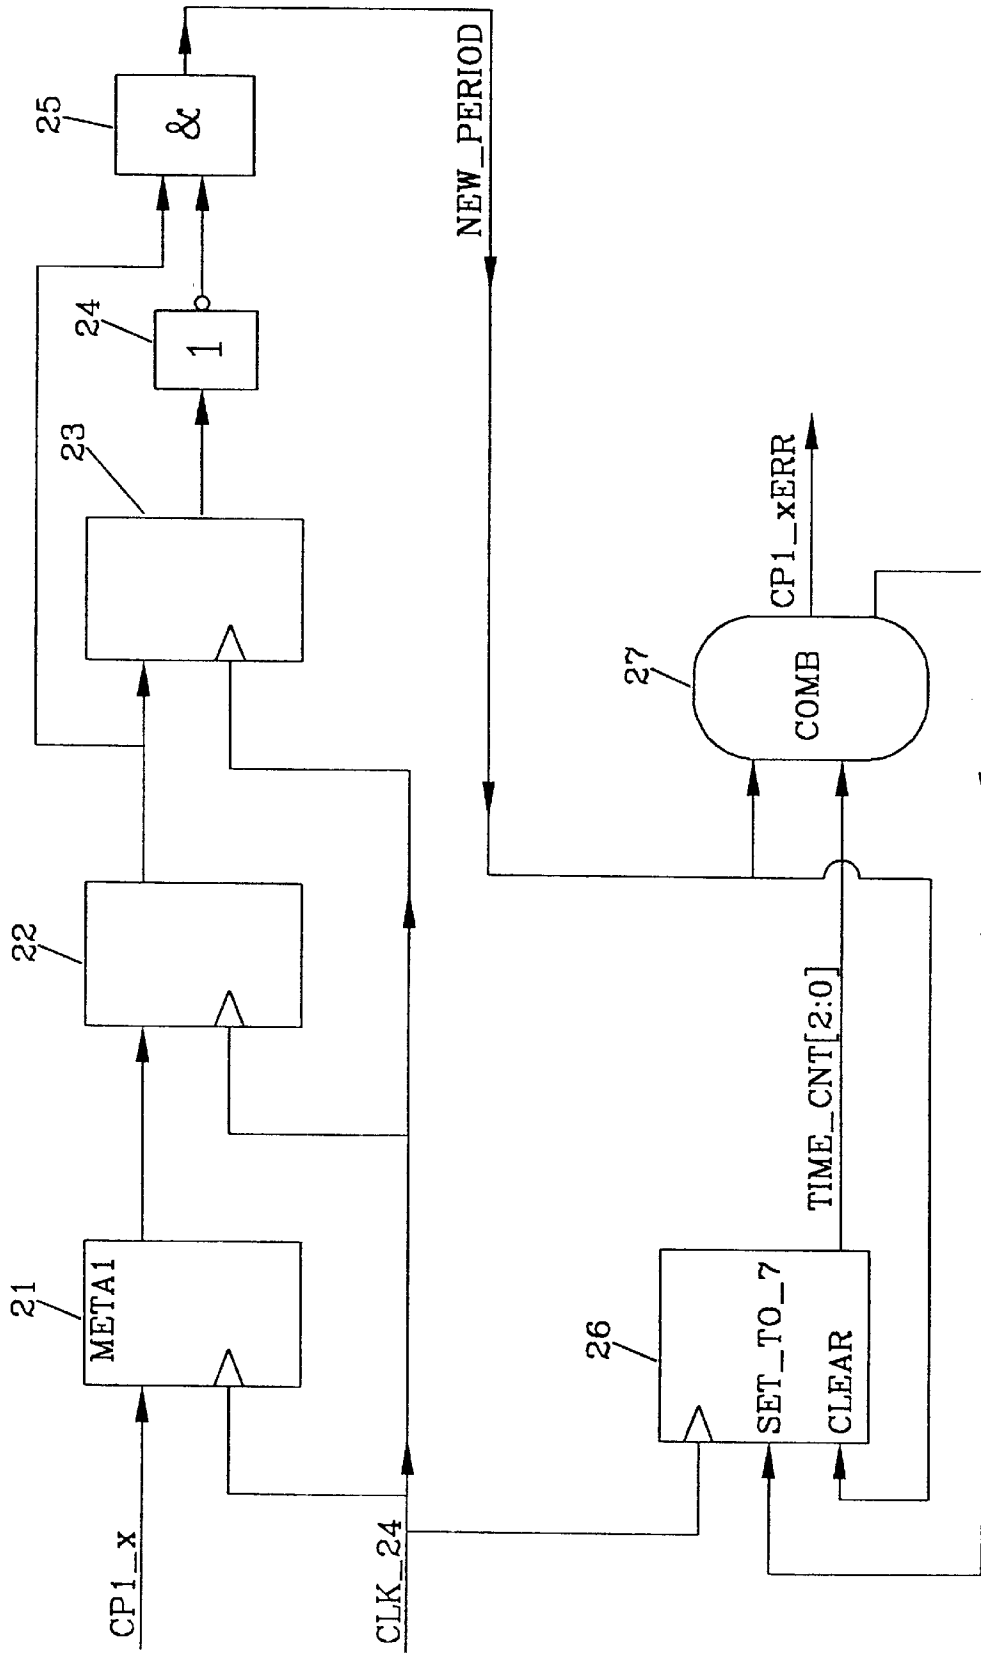 CP1_x
21
META1
22
23
24
1
25
&
CLK_24
NEW_PERIOD
26
SET_TO_7
CLEAR
TIME_CNT[2:0]
27
COMB
CP1_xERR